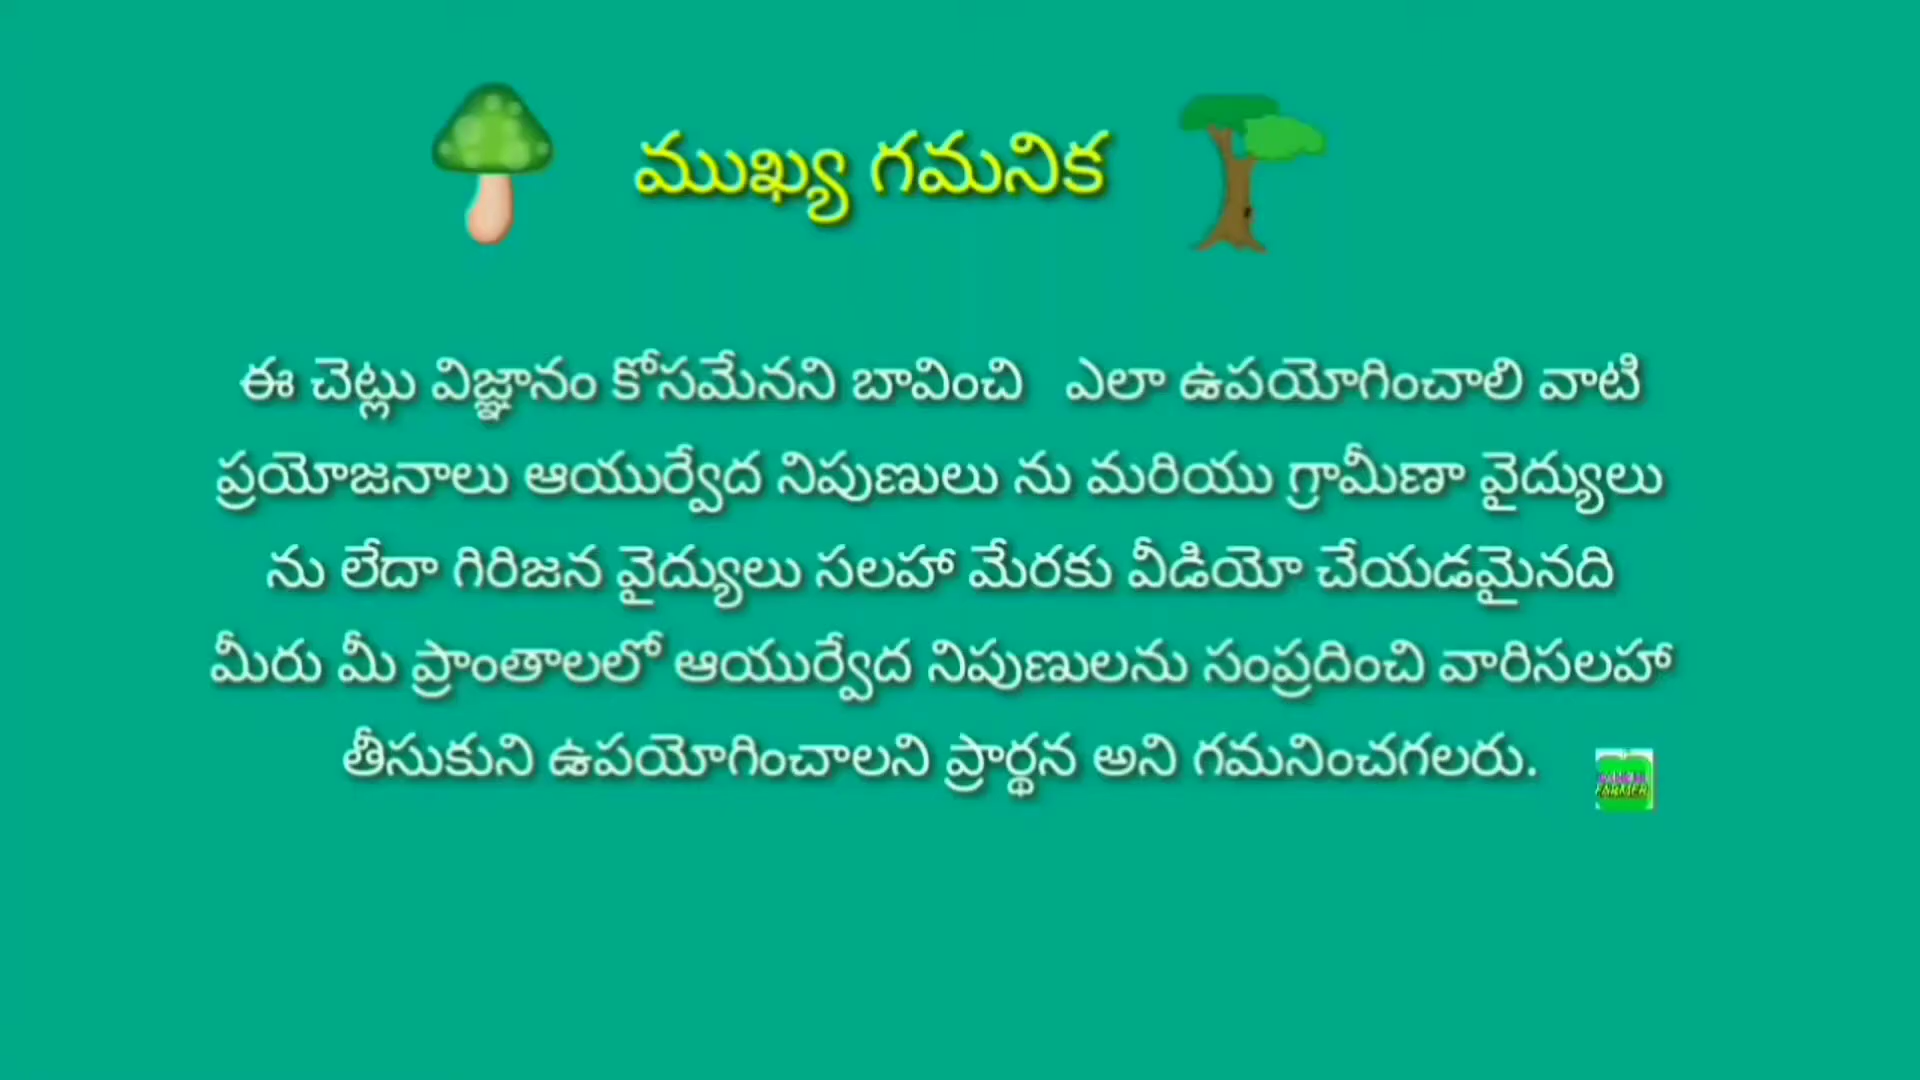 ముఖ్య గమనిక
ఈ చెట్లు విజ్ఞానం కోసమేనని బావించి ఎలా ఉపయోగించాలి వాటి
ప్రయోజనాలు ఆయుర్వేద నిపుణులు ను మరియు గ్రామీణా వైద్యులు
ను లేదా గిరిజన వైద్యులు సలహా మేరకు వీడియో చేయడమైనది
మీరు మీ ప్రాంతాలలో ఆయుర్వేద నిపుణులను సంప్రదించి వారిసలహా
తీసుకుని ఉపయోగించాలని ప్రార్థన అని గమనించగలరు.
FARMER